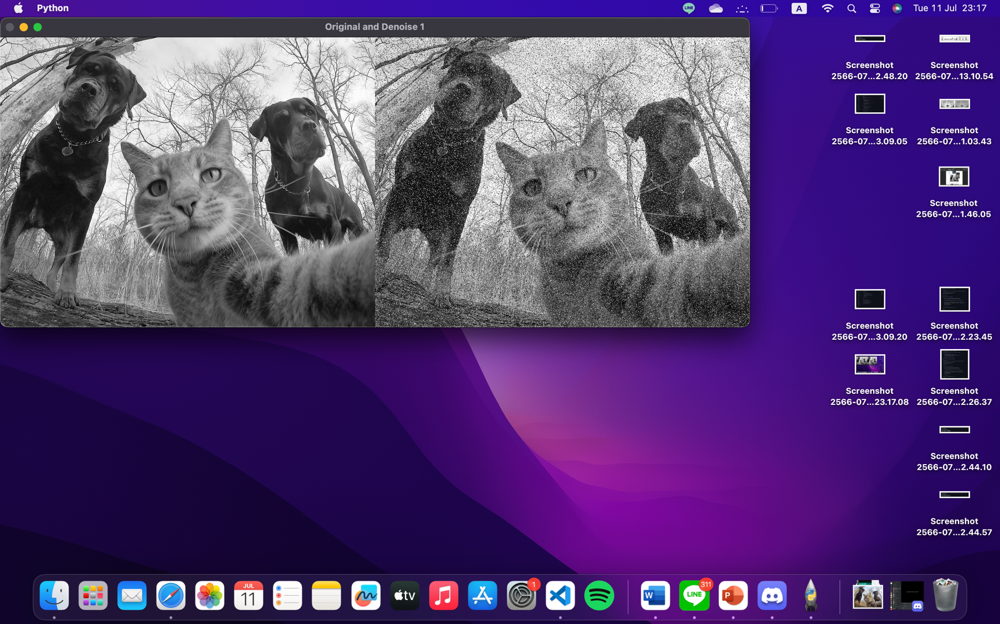 Python
LINE
A
Tue 11 Jul 23:17
Original and Denoise 1
Screenshot
2566-07...2.48.20
Screenshot
2566-07...13.10.54
Screenshot
2566-07...3.09.05
Screenshot
2566-07...1.03.43
Screenshot
2566-07...1.46.05
Screenshot
2566-07...3.09.20
Screenshot
2566-07...2.23.45
Screenshot
2566-07...23.17.08
Screenshot
2566-07...2.26.37
Screenshot
2566-07...2.44.10
Screenshot
2566-07...2.44.57
JUL
11
tv
1
W
LINE
311
P